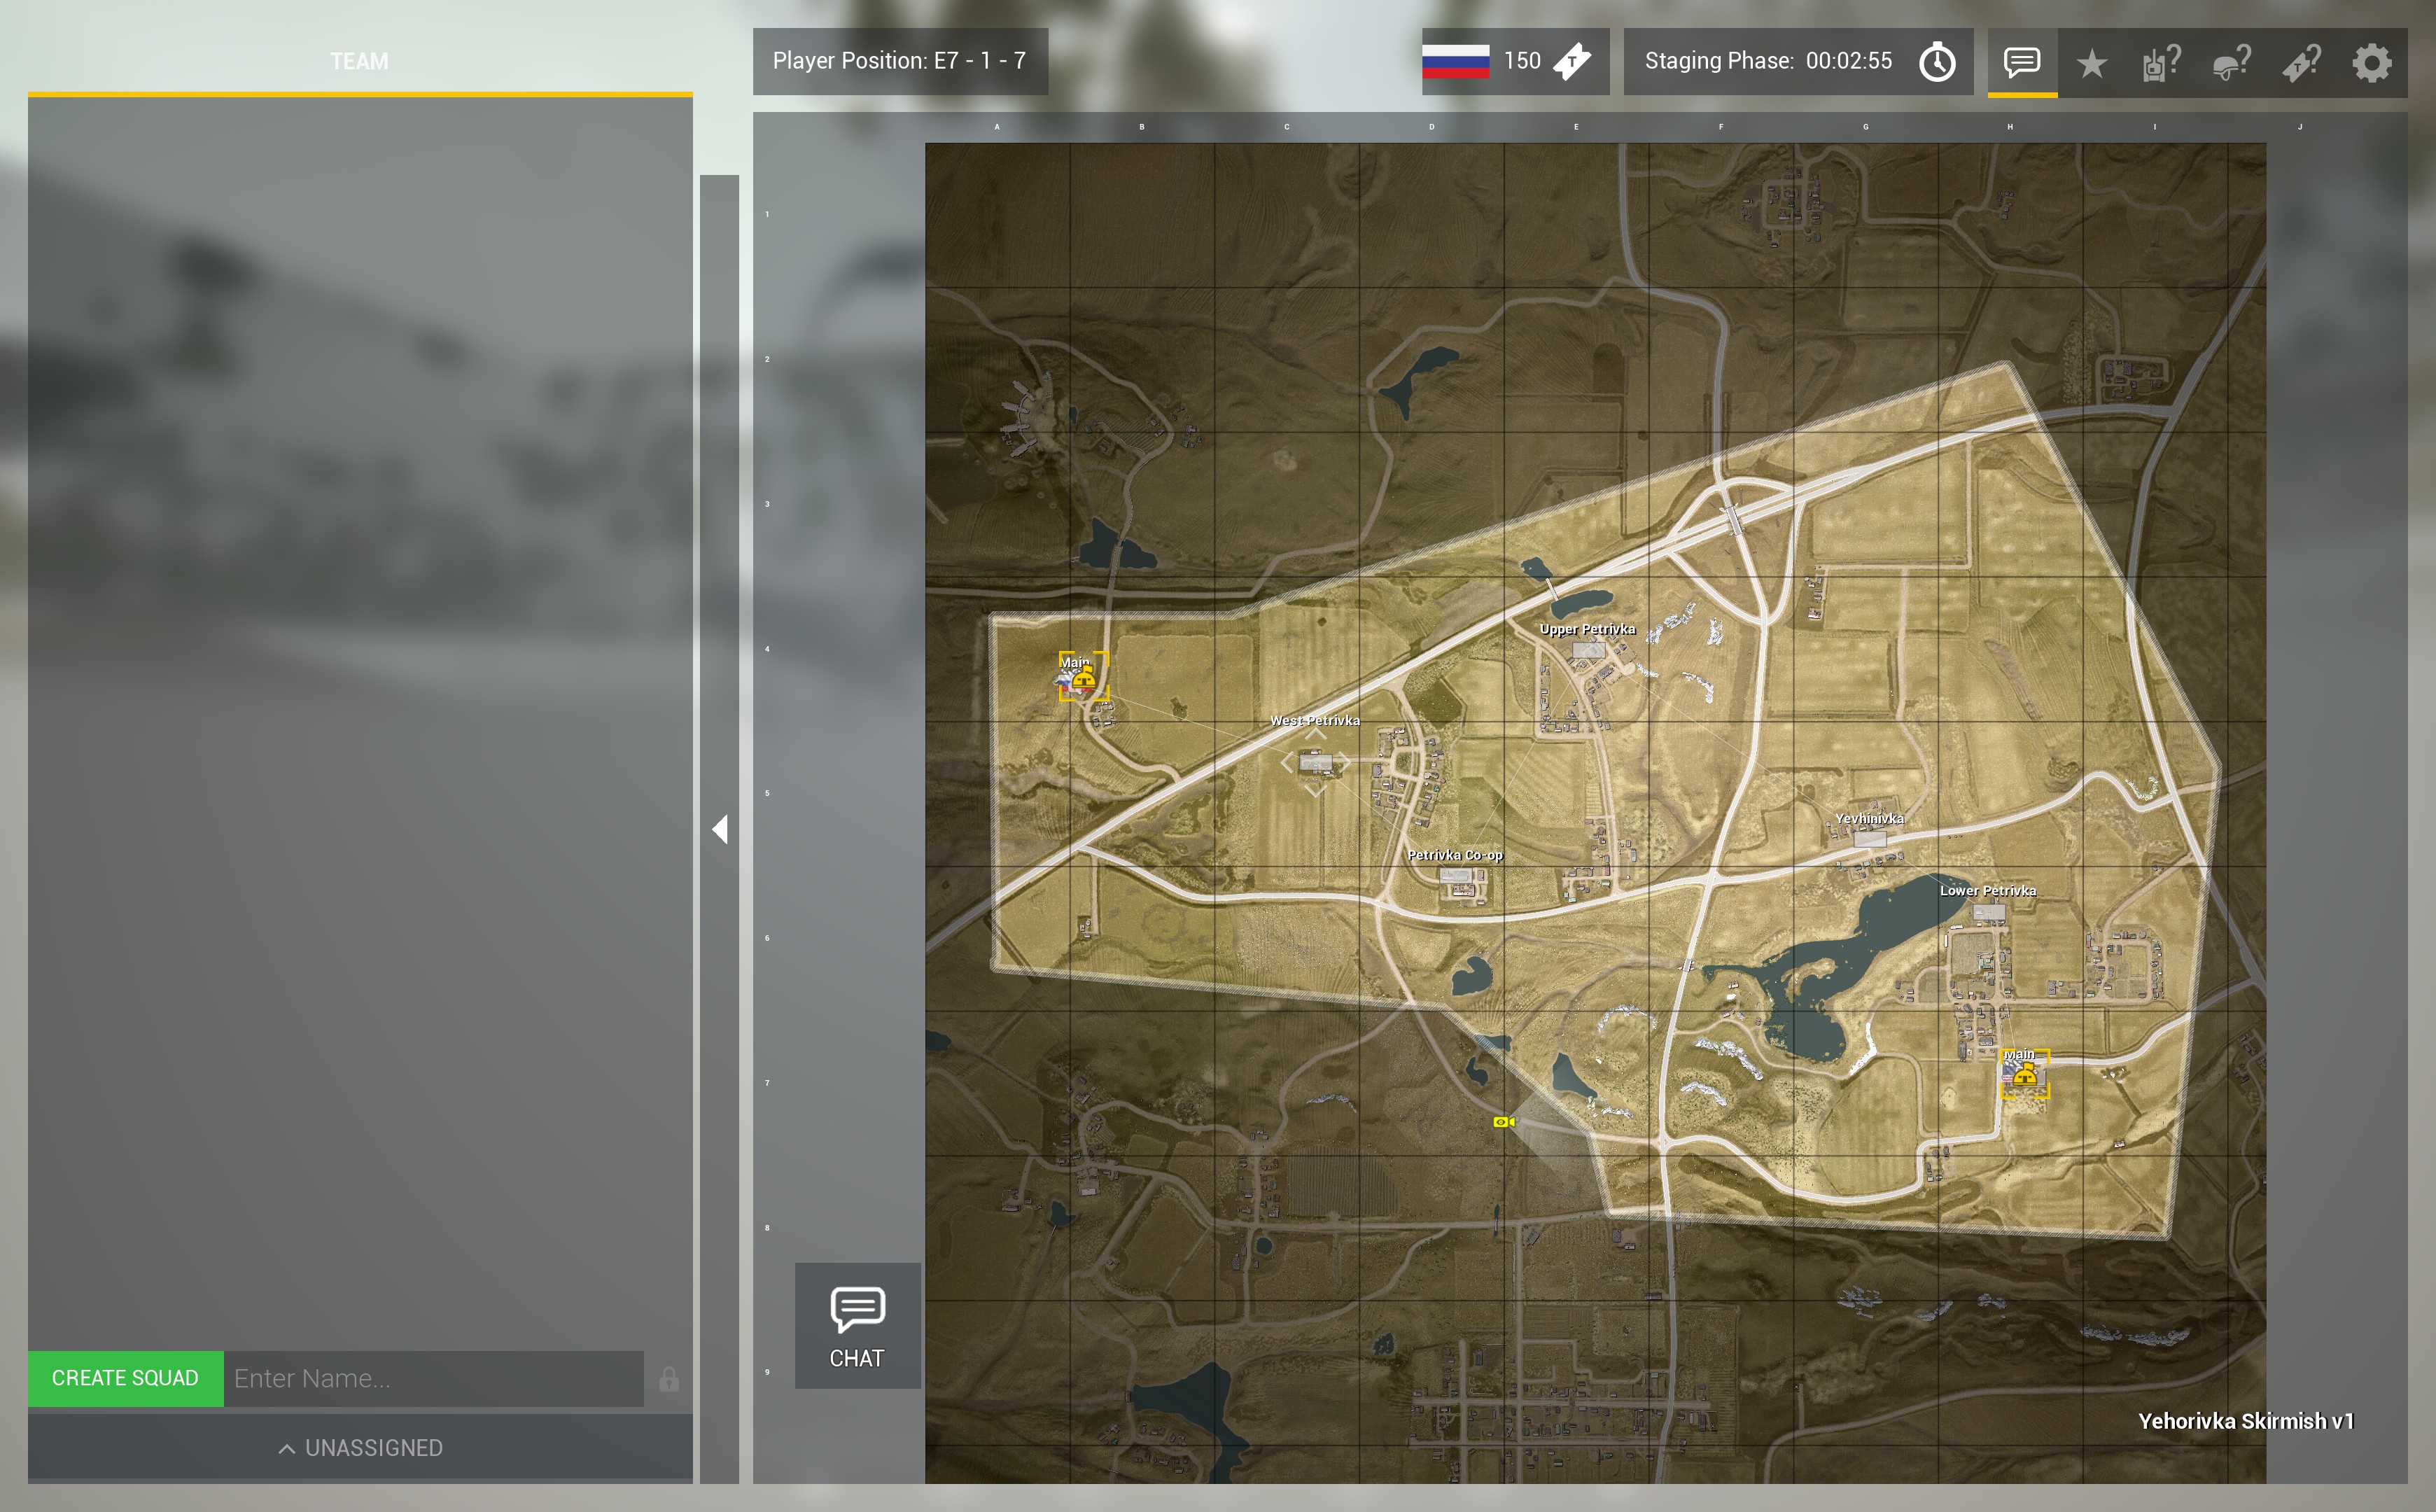 TEAM
Player Position: E7 - 1 - 7
150
T
Staging Phase: 00:02:55
?
?
T ?
A B C D E F G H I J
1
2
3
4
5
6
7
8
9
Upper Petrivka
Main
West Petrivka
Yevhinivka
Petrivka Co-op
Lower Petrivka
Main
CHAT
CREATE SQUAD
Enter Name...
UNASSIGNED
Yehorivka Skirmish v1